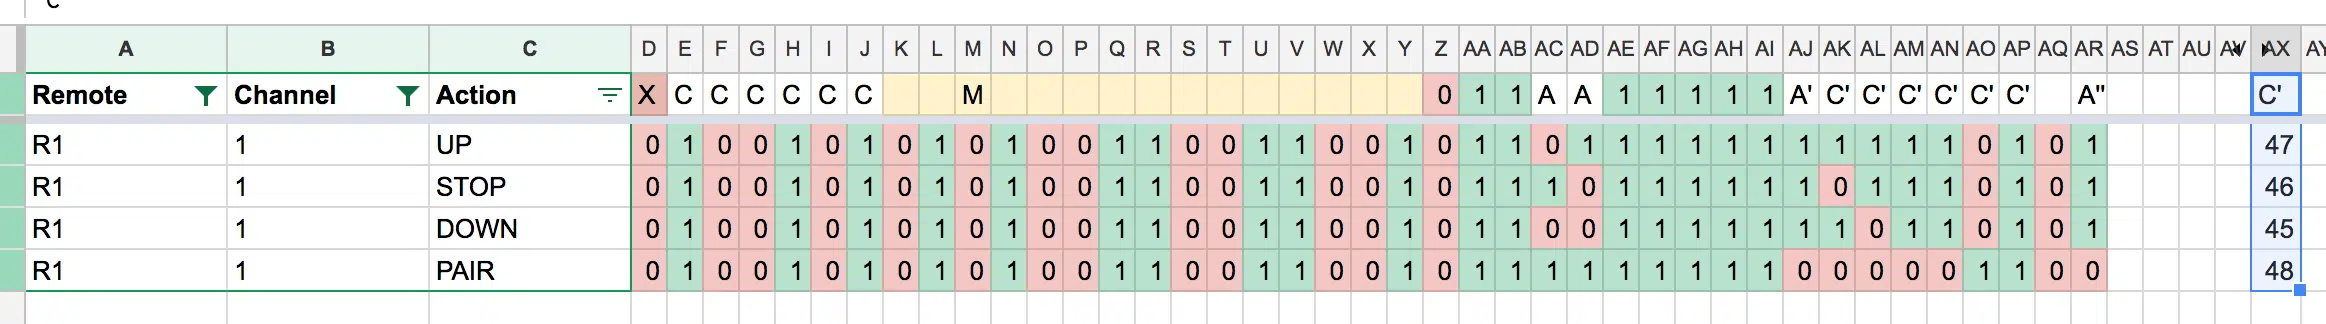 A B C D E F G H I J K L M N O P Q R S T U V W X Y Z AA AB AC AD AE AF AG AH AI AJ AK AL AM AN AO AP AQ AR AS AT AU AV AX AY
Remote Channel Action X C C C C C C M 0 1 1 A A 1 1 1 1 1 A' C' C' C' C' C' C' A" C'
R1 1 UP 0 1 0 0 1 0 1 0 1 0 1 0 0 1 1 0 0 1 1 0 0 1 0 1 1 0 1 1 1 1 1 1 1 1 1 1 1 0 1 0 1 47
R1 1 STOP 0 1 0 0 1 0 1 0 1 0 1 0 0 1 1 0 0 1 1 0 0 1 0 1 1 1 0 1 1 1 1 1 1 0 1 1 1 0 1 0 1 46
R1 1 DOWN 0 1 0 0 1 0 1 0 1 0 1 0 0 1 1 0 0 1 1 0 0 1 0 1 1 0 0 1 1 1 1 1 1 1 0 1 1 0 1 0 1 45
R1 1 PAIR 0 1 0 0 1 0 1 0 1 0 1 0 0 1 1 0 0 1 1 0 0 1 0 1 1 1 1 1 1 1 1 1 0 0 0 0 0 1 1 0 0 48